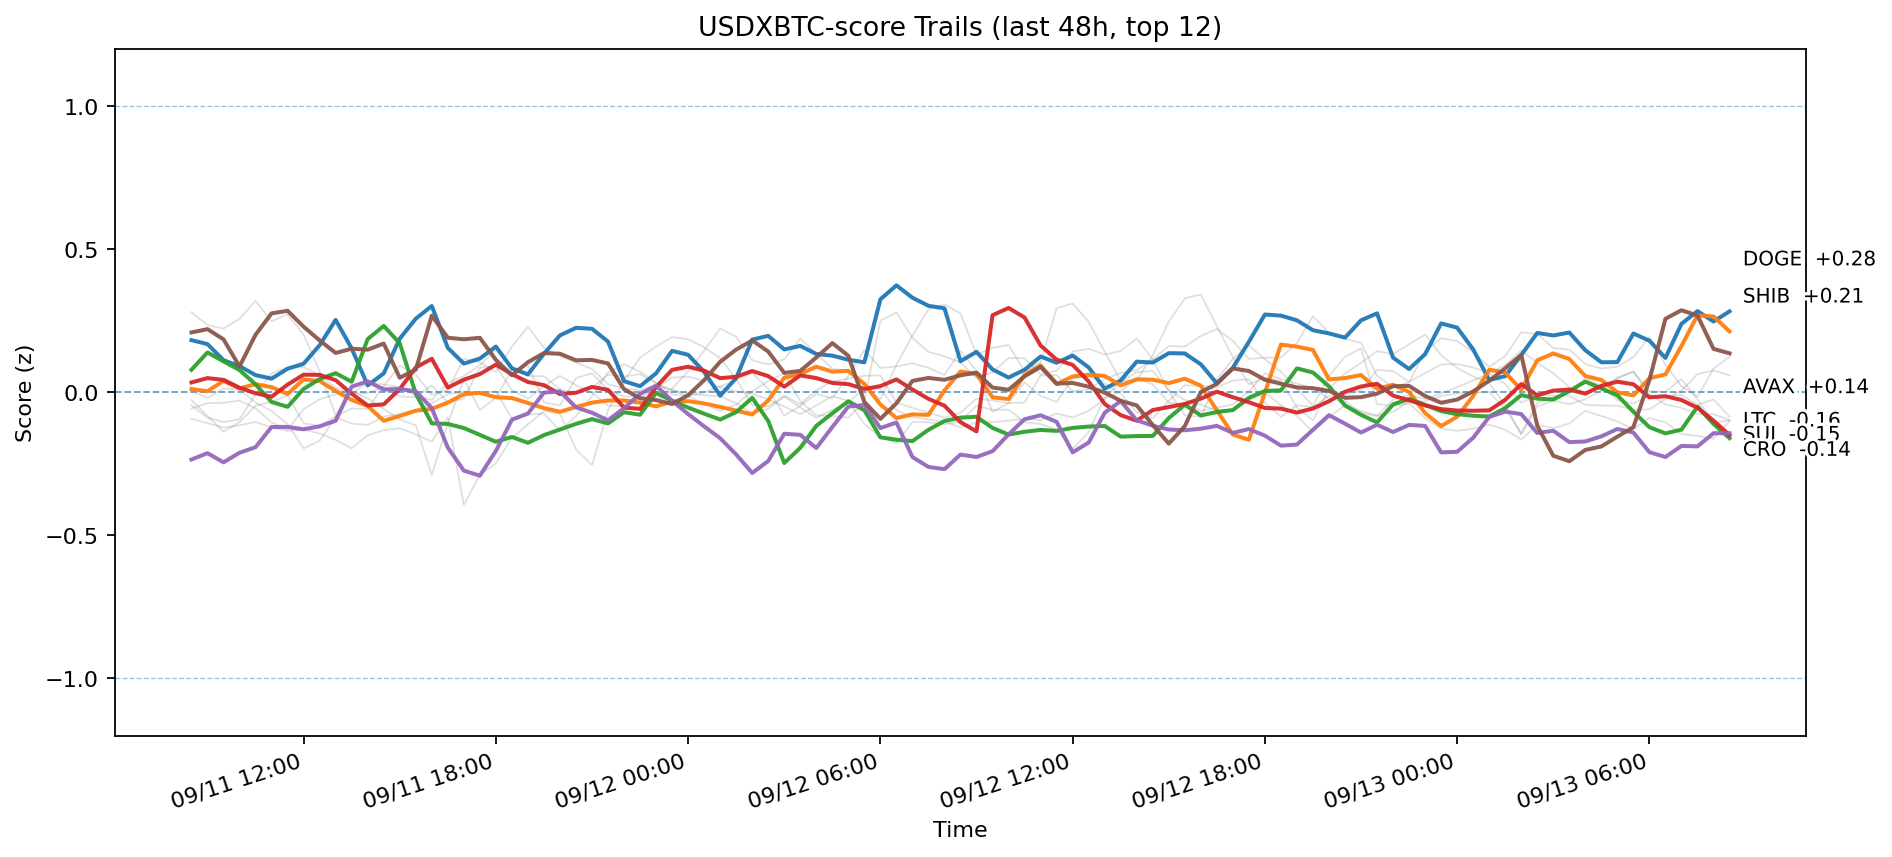 USDXBTC-score Trails (last 48h, top 12)
Score (z)
1.0
0.5
0.0
−0.5
−1.0
DOGE +0.28
SHIB +0.21
AVAX +0.14
LTC -0.16
SUI -0.15
CRO -0.14
09/11 12:00
09/11 18:00
09/12 00:00
09/12 06:00
09/12 12:00
09/12 18:00
09/13 00:00
09/13 06:00
Time